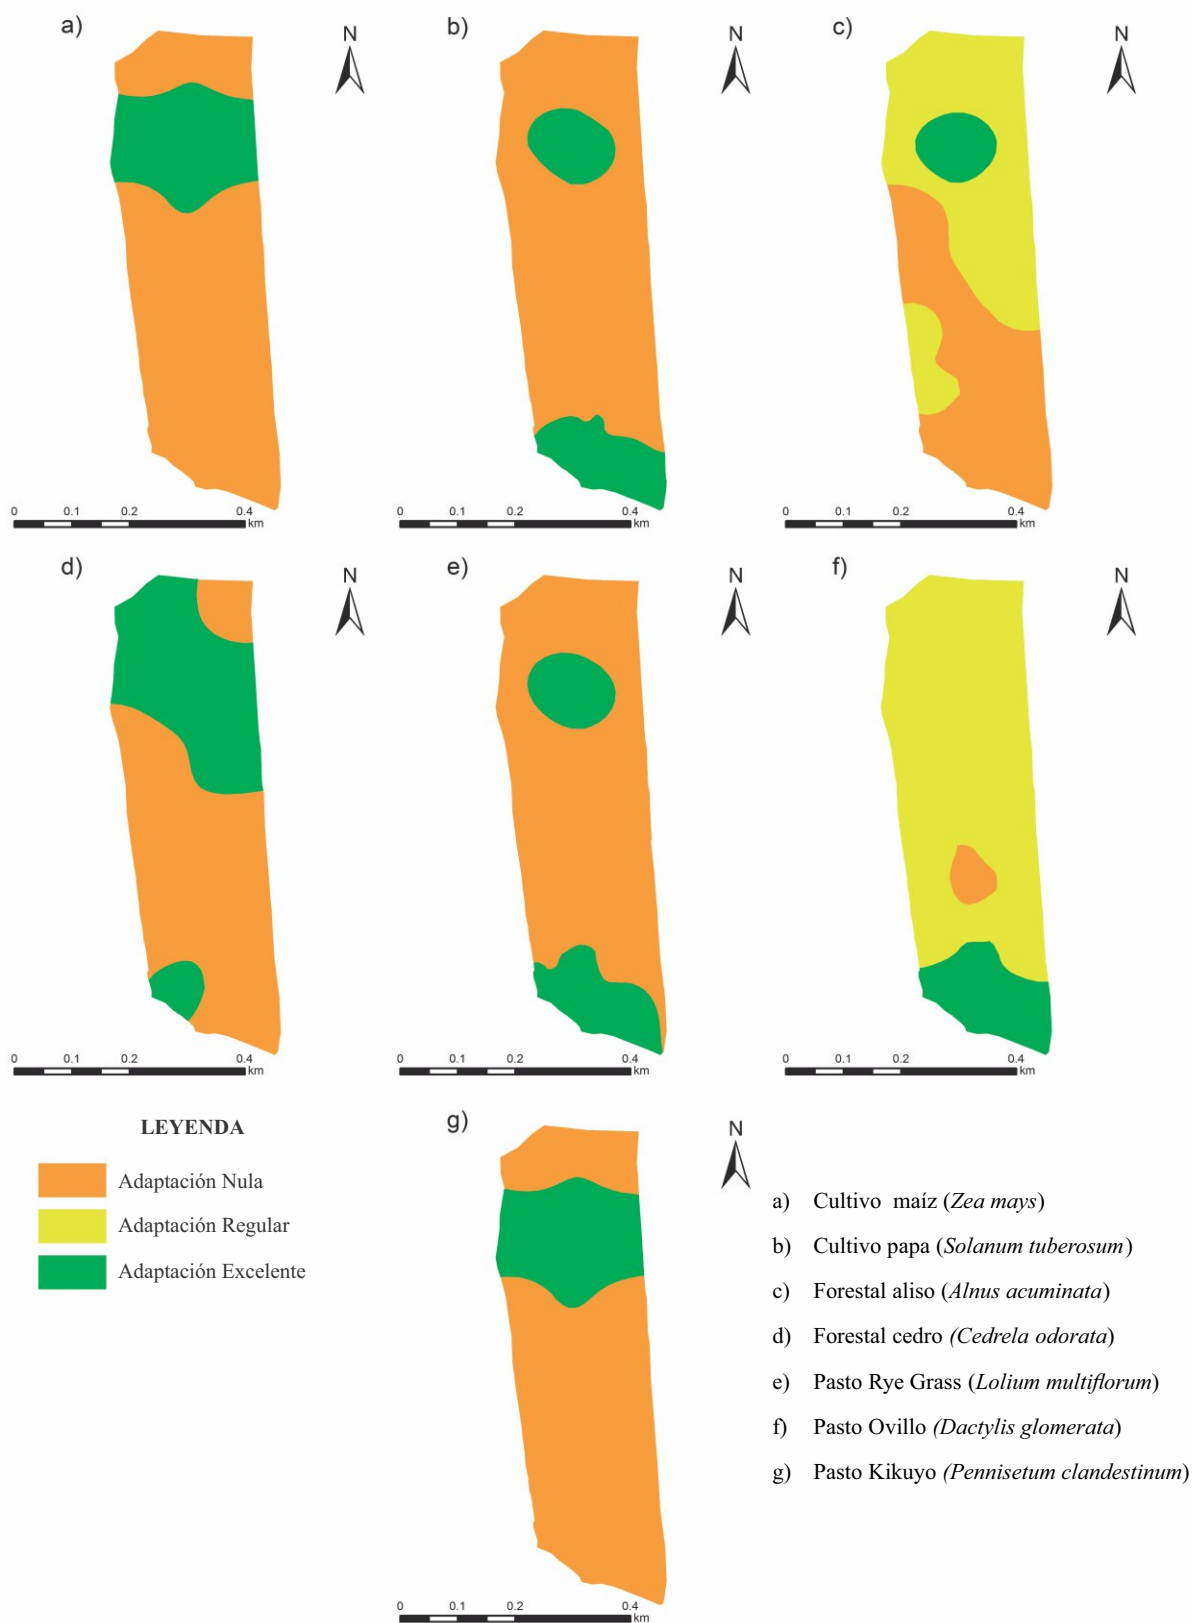 a)
N
b)
N
c)
N
0 0.1 0.2 0.4
km
0 0.1 0.2 0.4
km
0 0.1 0.2 0.4
km
d)
N
e)
N
f)
N
0 0.1 0.2 0.4
km
0 0.1 0.2 0.4
km
0 0.1 0.2 0.4
km
LEYENDA
Adaptación Nula
Adaptación Regular
Adaptación Excelente
g)
N
0 0.1 0.2 0.4
km
a) Cultivo maíz (Zea mays)
b) Cultivo papa (Solanum tuberosum)
c) Forestal aliso (Alnus acuminata)
d) Forestal cedro (Cedrela odorata)
e) Pasto Rye Grass (Lolium multiflorum)
f) Pasto Ovillo (Dactylis glomerata)
g) Pasto Kikuyo (Pennisetum clandestinum)